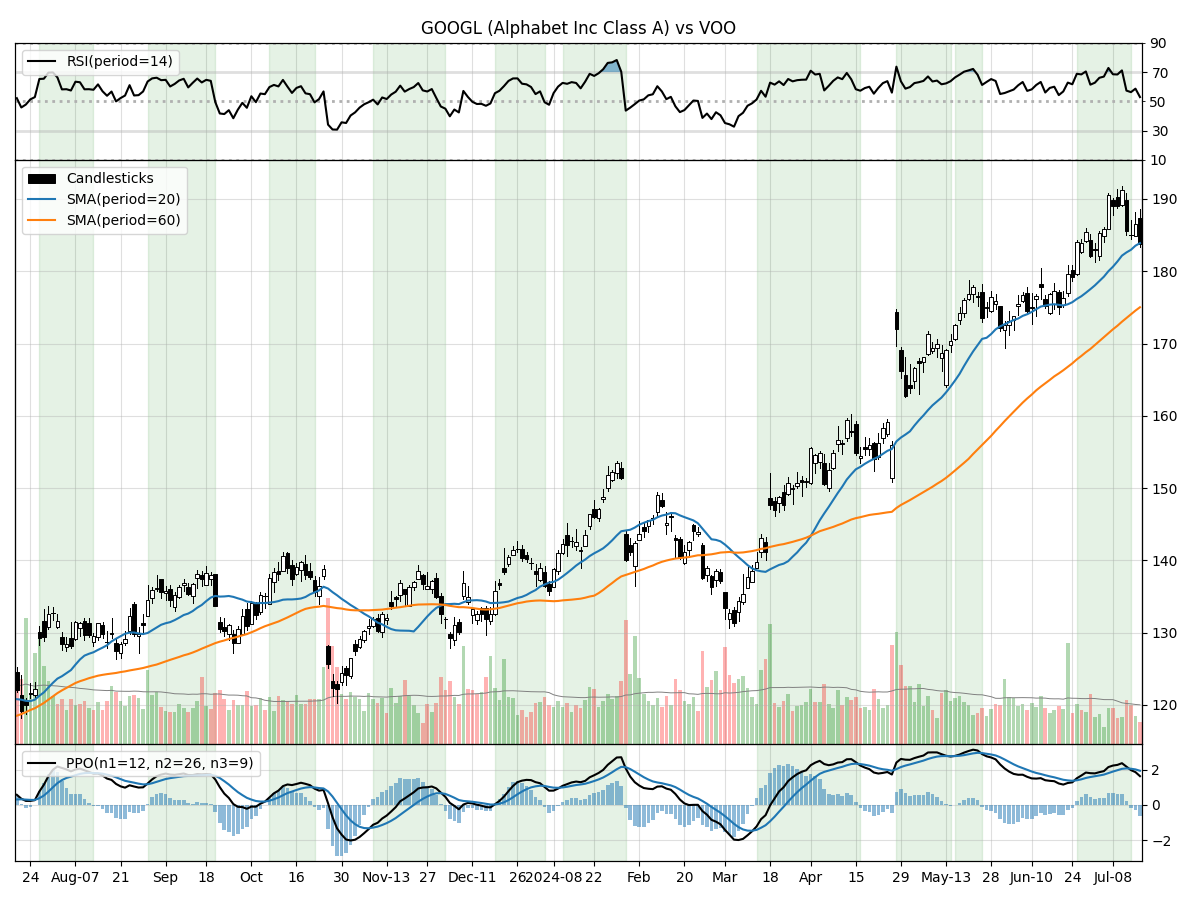 GOOGL (Alphabet Inc Class A) vs VOO
RSI(period=14)
90
70
50
30
10
Candlesticks
SMA(period=20)
SMA(period=60)
190
180
170
160
150
140
130
120
PPO(n1=12, n2=26, n3=9)
2
0
−2
24 Aug-07 21 Sep 18 Oct 16 30 Nov-13 27 Dec-11 26 2024-08 22 Feb 20 Mar 18 Apr 15 29 May-13 28 Jun-10 24 Jul-08